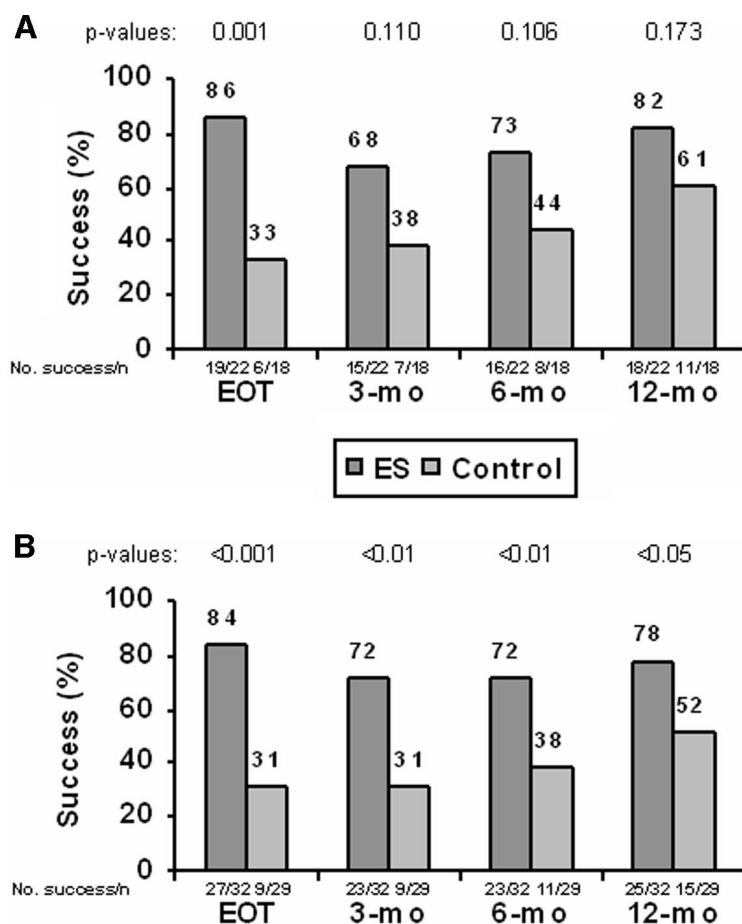 A
p-values: 0.001 0.110 0.106 0.173
100
80
60
40
20
0
Success (%)
86 33 68 38 73 44 82 61
No. success/n 19/22 6/18 15/22 7/18 16/22 8/18 18/22 11/18
EOT 3-mo 6-mo 12-mo
ES Control
B
p-values: <0.001 <0.01 <0.01 <0.05
100
80
60
40
20
0
Success (%)
84 31 72 31 72 38 78 52
No. success/n 27/32 9/29 23/32 9/29 23/32 11/29 25/32 15/29
EOT 3-mo 6-mo 12-mo